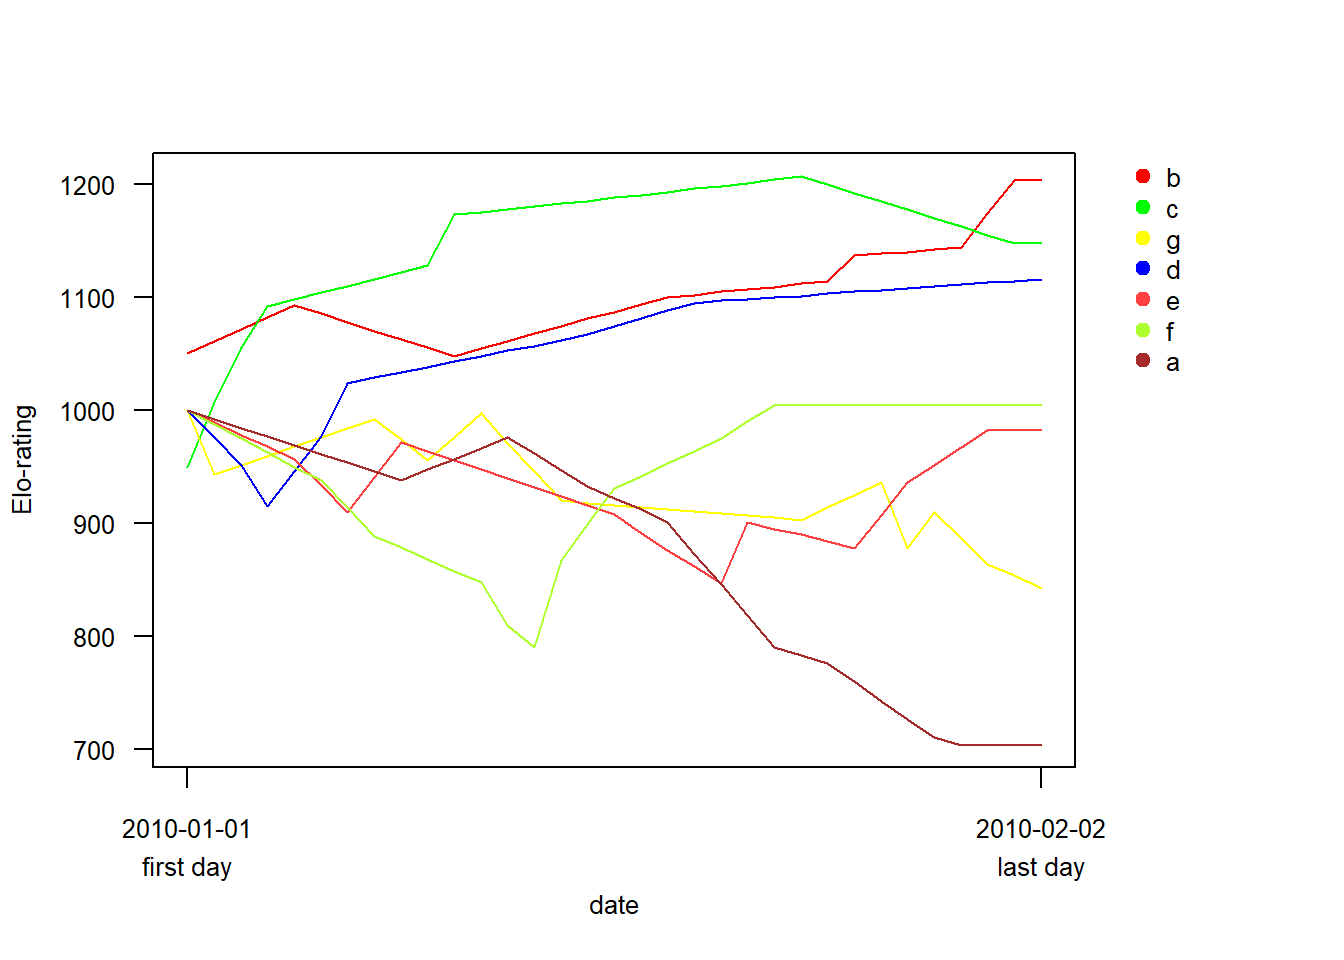 1200
1100
1000
900
800
700
Elo-rating
2010-01-01
first day
2010-02-02
last day
date
b
c
g
d
e
f
a